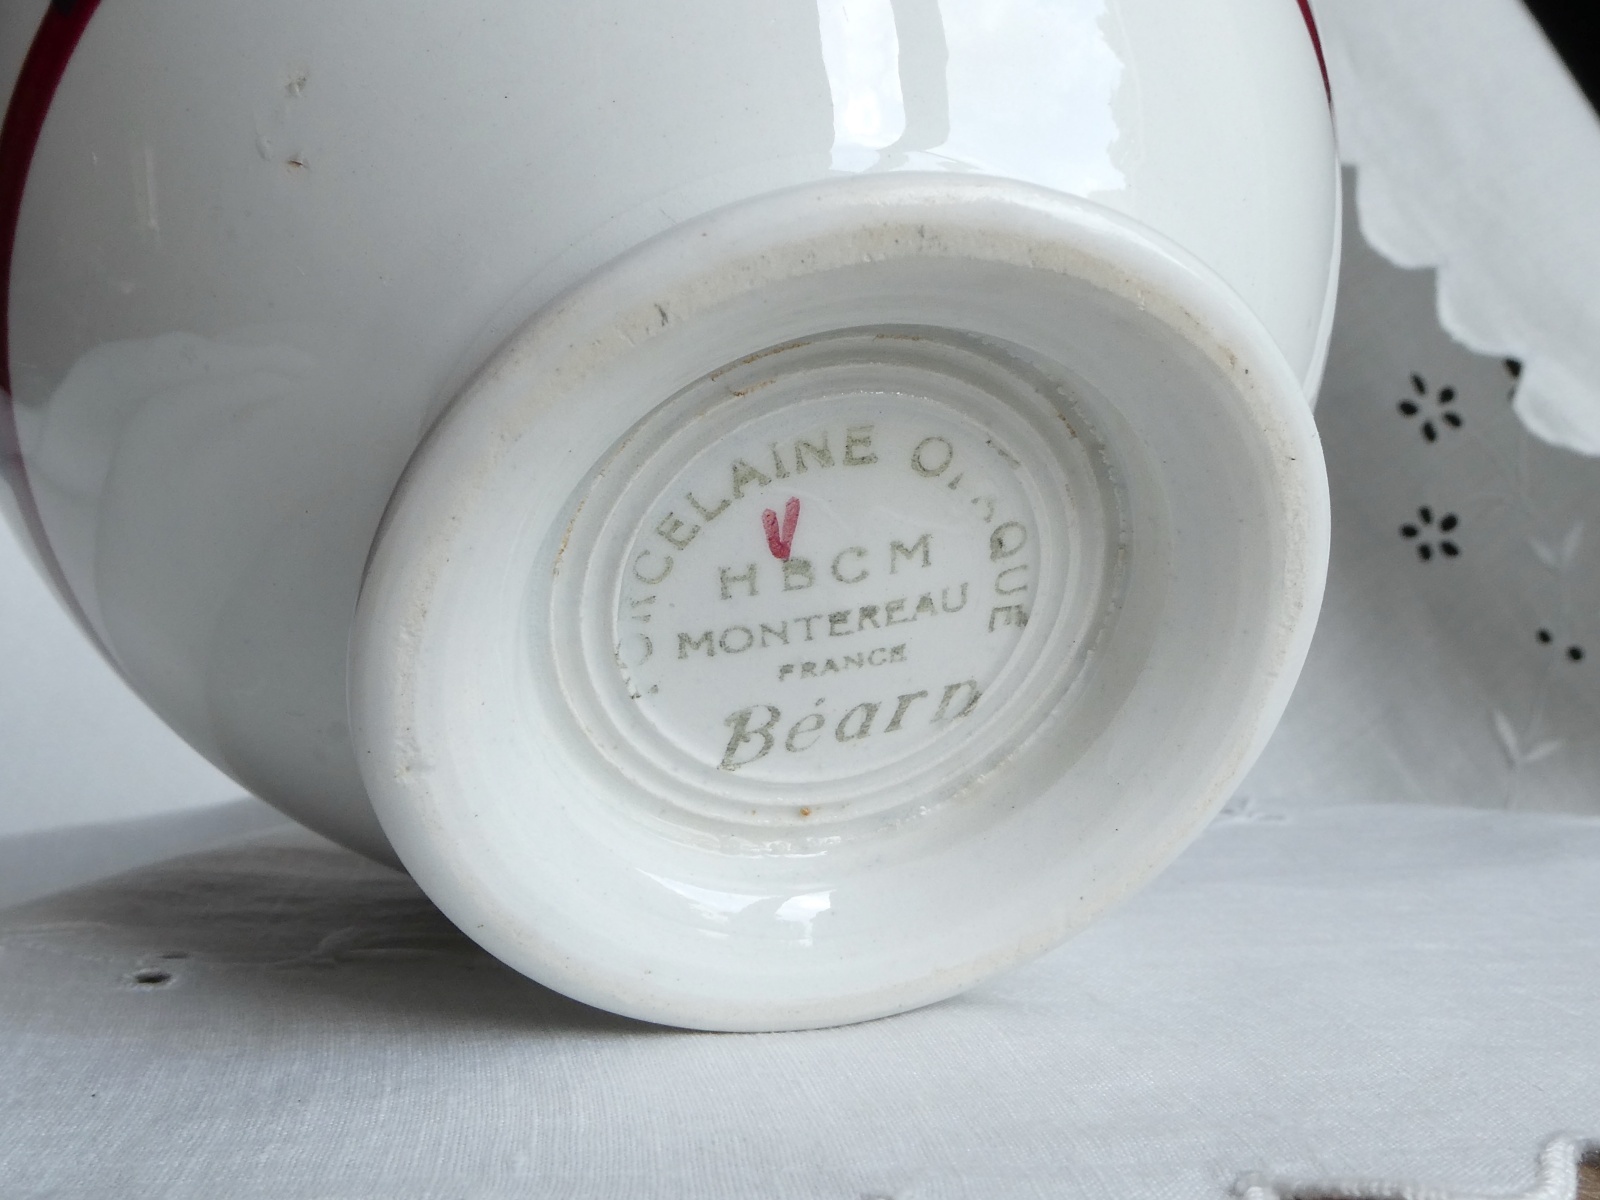 PORCELAINE OPAQUE
V
HBCM
MONTEREAU
FRANCE
Béarn